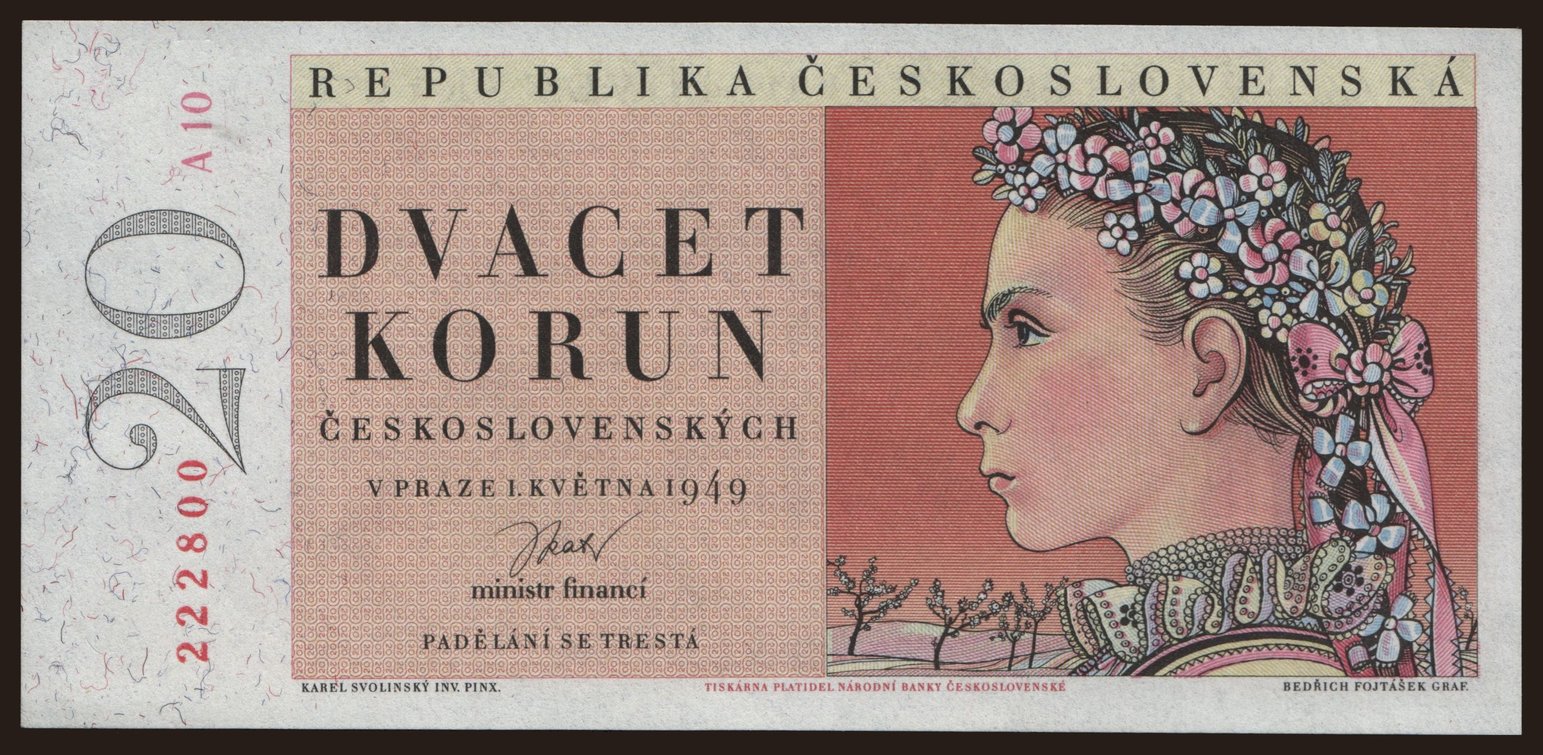 REPUBLIKA ČESKOSLOVENSKÁ
A 10
20
222800
DVACET
KORUN
ČESKOSLOVENSKÝCH
V PRAZE 1. KVĚTNA 1949
ministr financí
PADĚLÁNÍ SE TRESTÁ
KAREL SVOLINSKÝ INV. PINX.
TISKÁRNA PLATIDEL NÁRODNÍ BANKY ČESKOSLOVENSKÉ
BEDŘICH FOJTÁŠEK GRAF.